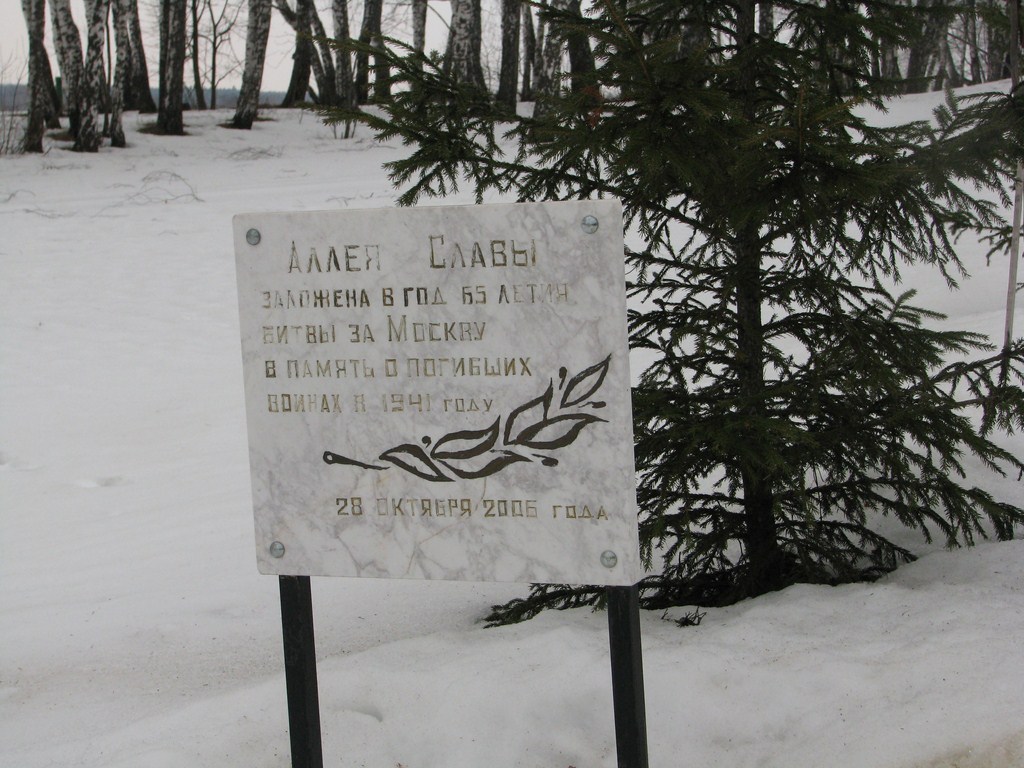 Аллея Славы
заложена в год 65 летия
битвы за Москву
в память о погибших
воинах в 1941 году
28 октября 2006 года